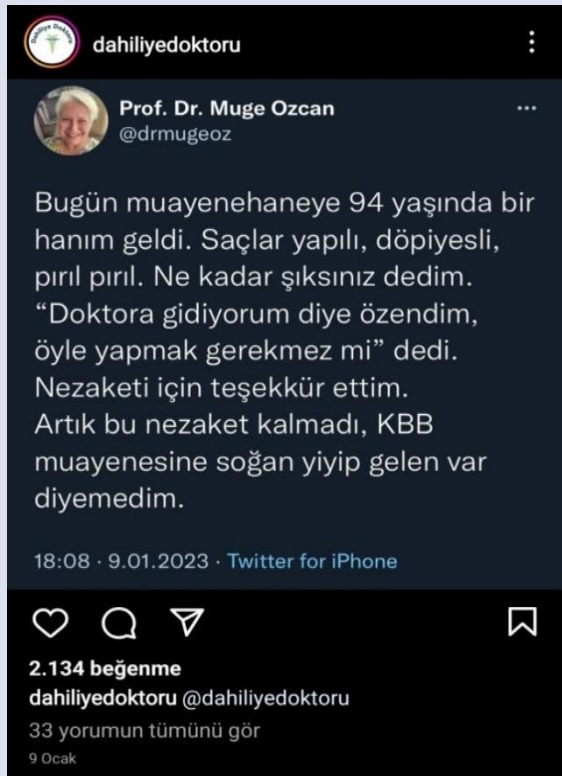 Dahiliye Doktoru
dahiliyedoktoru
Prof. Dr. Muge Ozcan
@drmugeoz
Bugün muayenehaneye 94 yaşında bir
hanım geldi. Saçlar yapılı, döpiyesli,
pırıl pırıl. Ne kadar şıksınız dedim.
“Doktora gidiyorum diye özendim,
öyle yapmak gerekmez mi” dedi.
Nezaketi için teşekkür ettim.
Artık bu nezaket kalmadı, KBB
muayenesine soğan yiyip gelen var
diyemedim.
18:08 · 9.01.2023 · Twitter for iPhone
2.134 beğenme
dahiliyedoktoru @dahiliyedoktoru
33 yorumun tümünü gör
9 Ocak